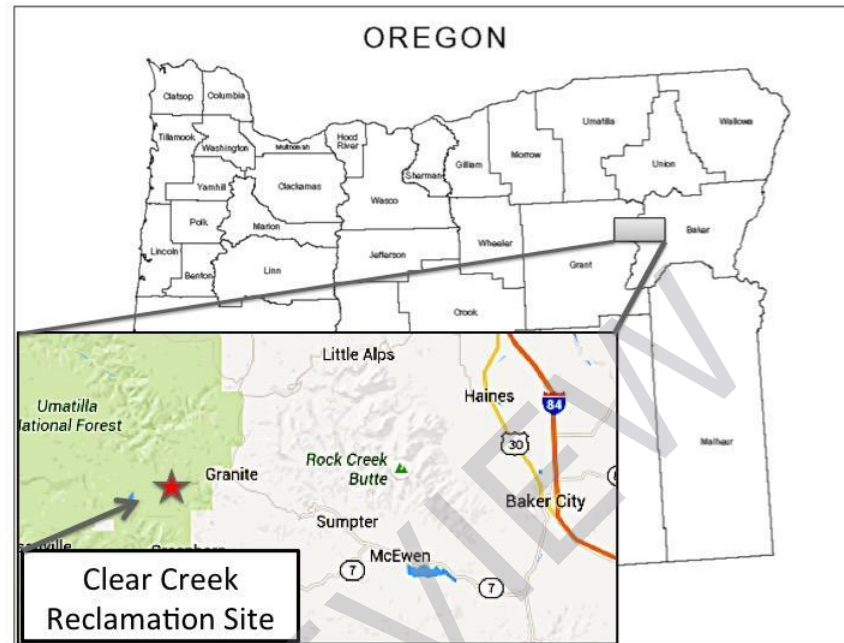 OREGON
Clatsop
Columbia
Tillamook
Washington
Multnomah
Hood
River
Umatilla
Wallowa
Yamhill
Clackamas
Sherman
Gilliam
Morrow
Union
Wasco
Polk
Marion
Lincoln
Benton
Linn
Jefferson
Wheeler
Grant
Baker
Crook
Malheur
Little Alps
Haines
84
30
Umatilla
National Forest
Granite
Rock Creek
Butte
Baker City
Sumpter
McEwen
7
7
Clear Creek
Reclamation Site